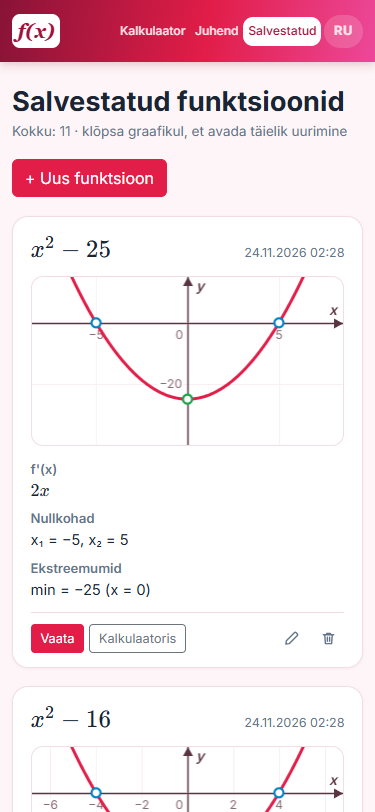 f(x)
Kalkulaator Juhend Salvestatud RU
Salvestatud funktsioonid
Kokku: 11 · klõpsa graafikul, et avada täielik uurimine
+ Uus funktsioon
x² − 25 24.11.2026 02:28
y
x
−5 0 5
−20
f'(x)
2x
Nullkohad
x₁ = −5, x₂ = 5
Ekstreemumid
min = −25 (x = 0)
Vaata Kalkulaatoris
x² − 16 24.11.2026 02:28
y
x
−6 −4 −2 0 2 4